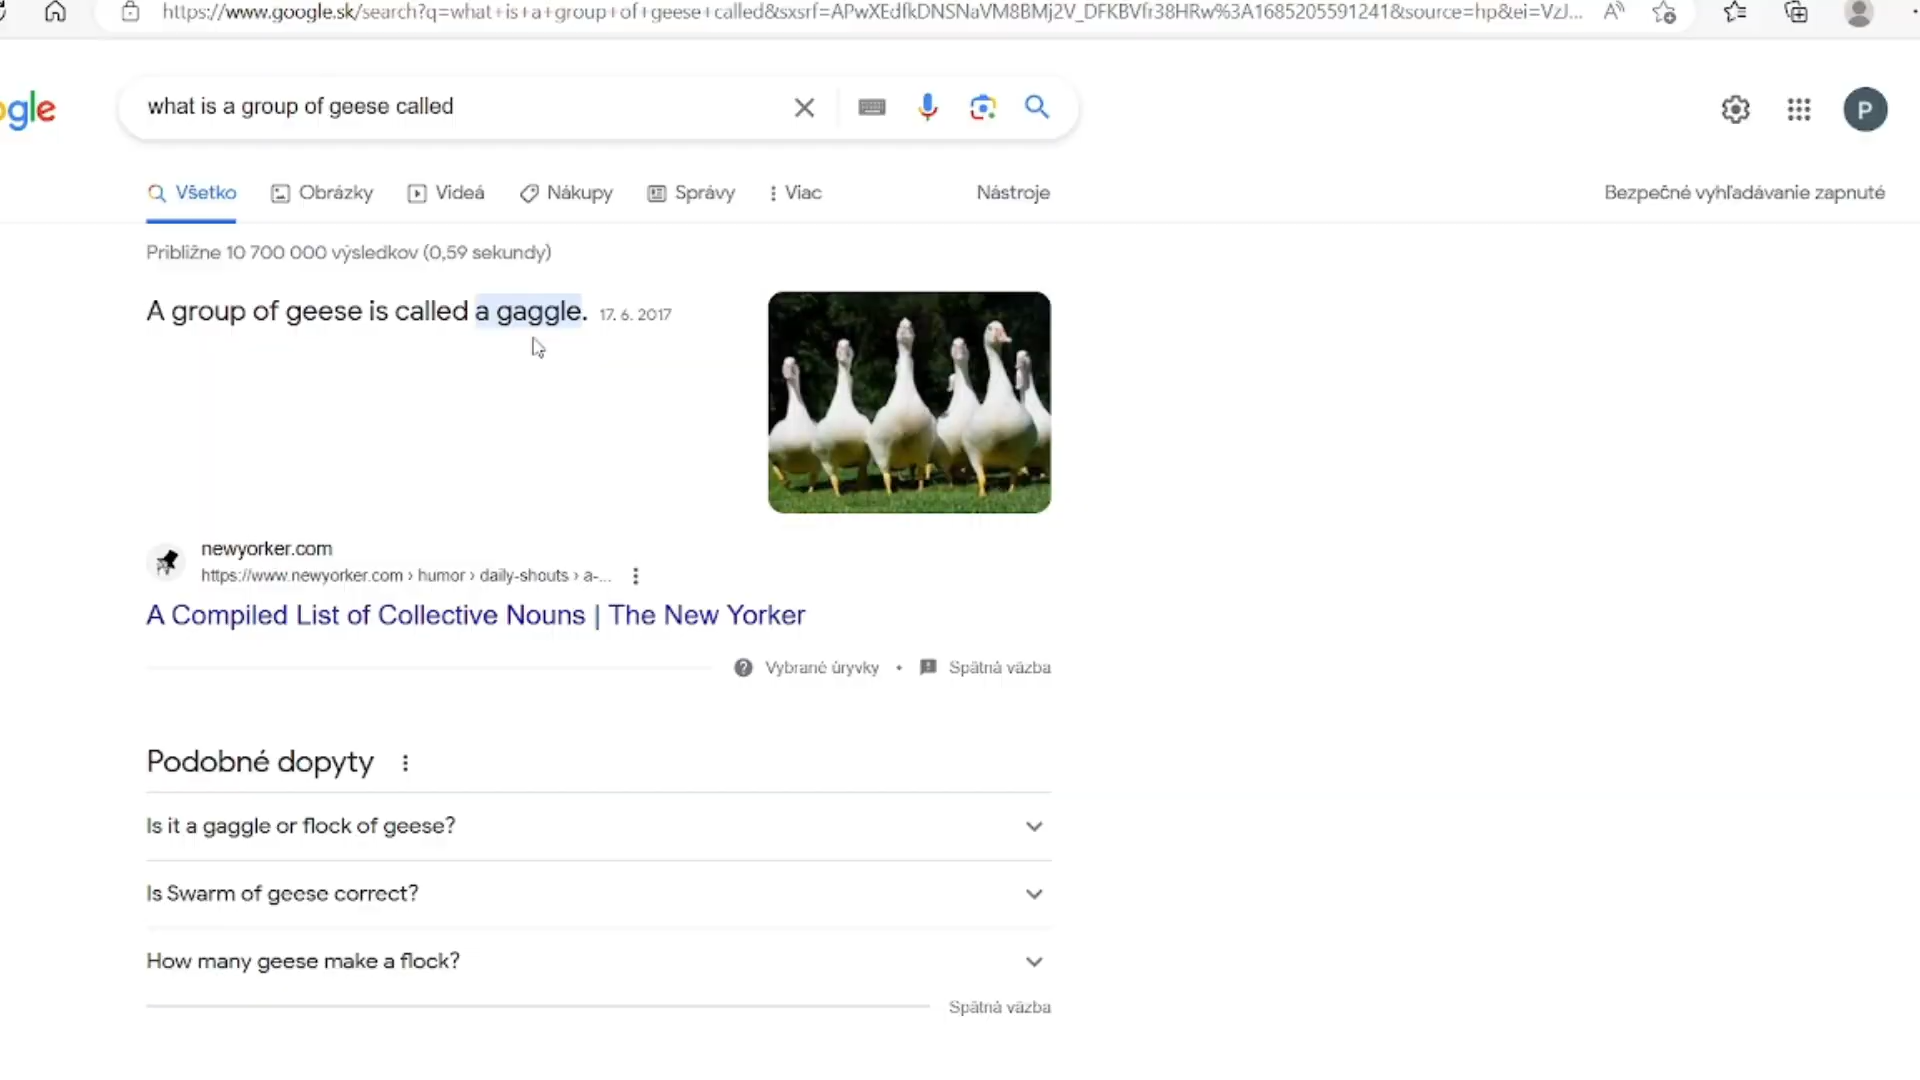 https://www.google.sk/search?q=what+is+a+group+of+geese+called&sxsrf=APwXEdfkDNSNaVM8BMj2V_DFKBVfr38HRw%3A1685205591241&source=hp&ei=VzJ...
gle
what is a group of geese called
P
Všetko
Obrázky
Videá
Nákupy
Správy
Viac
Nástroje
Bezpečné vyhľadávanie zapnuté
Približne 10 700 000 výsledkov (0,59 sekundy)
A group of geese is called a gaggle. 17. 6. 2017
newyorker.com
https://www.newyorker.com › humor › daily-shouts › a-...
A Compiled List of Collective Nouns | The New Yorker
Vybrané úryvky • Spätná väzba
Podobné dopyty
Is it a gaggle or flock of geese?
Is Swarm of geese correct?
How many geese make a flock?
Spätná väzba